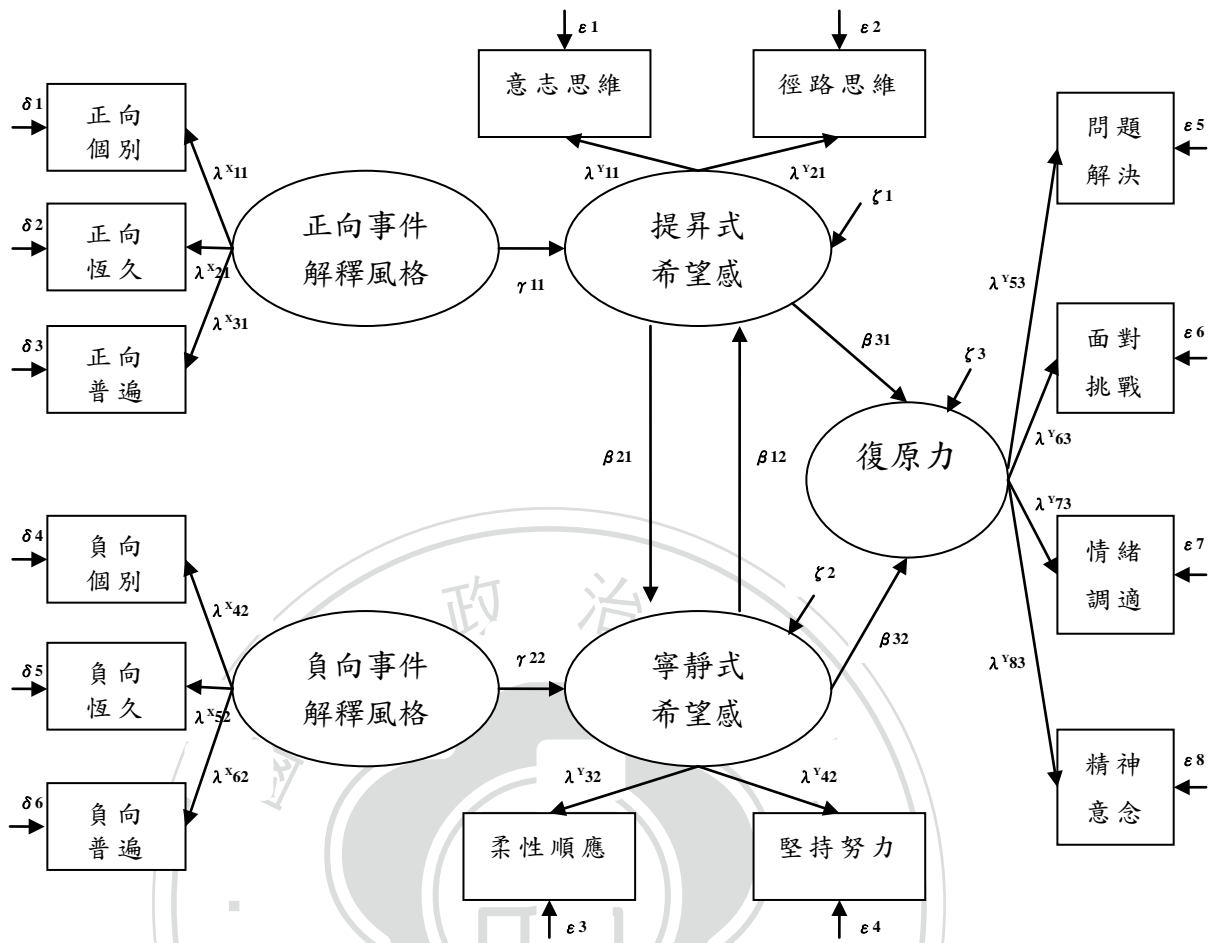 ε1
ε2
意志思維
徑路思維
δ1
正向
個別
λX11
λY11
λY21
問題
解決
ε5
δ2
正向
恆久
λX21
正向事件
解釋風格
γ11
提昇式
希望感
ζ1
λY53
δ3
正向
普遍
λX31
β31
ζ3
面對
挑戰
ε6
λY63
β21
β12
復原力
λY73
δ4
負向
個別
λX42
政
治
ζ2
情緒
調適
ε7
δ5
負向
恆久
λX52
負向事件
解釋風格
γ22
寧靜式
希望感
β32
λY83
δ6
負向
普遍
λX62
λY32
λY42
精神
意念
ε8
柔性順應
堅持努力
ε3
ε4